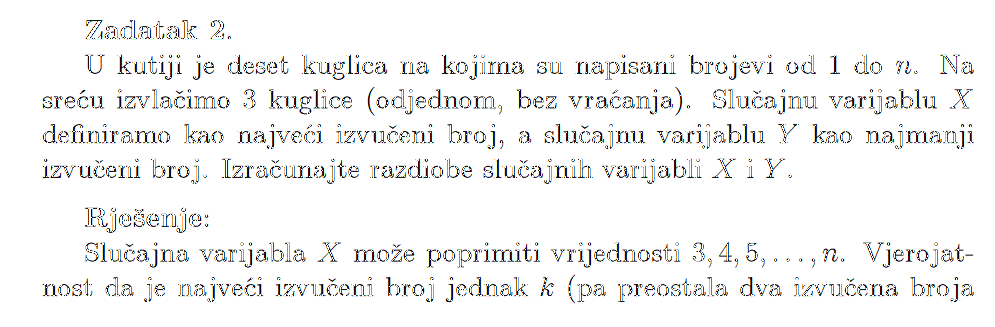 Zadatak 2.
U kutiji je deset kuglica na kojima su napisani brojevi od 1 do n. Na
sreću izvlačimo 3 kuglice (odjednom, bez vraćanja). Slučajnu varijablu X
definiramo kao najveći izvučeni broj, a slučajnu varijablu Y kao najmanji
izvučeni broj. Izračunajte razdiobe slučajnih varijabli X i Y.
Rješenje:
Slučajna varijabla X može poprimiti vrijednosti 3, 4, 5, . . . , n. Vjerojat-
nost da je najveći izvučeni broj jednak k (pa preostala dva izvučena broja